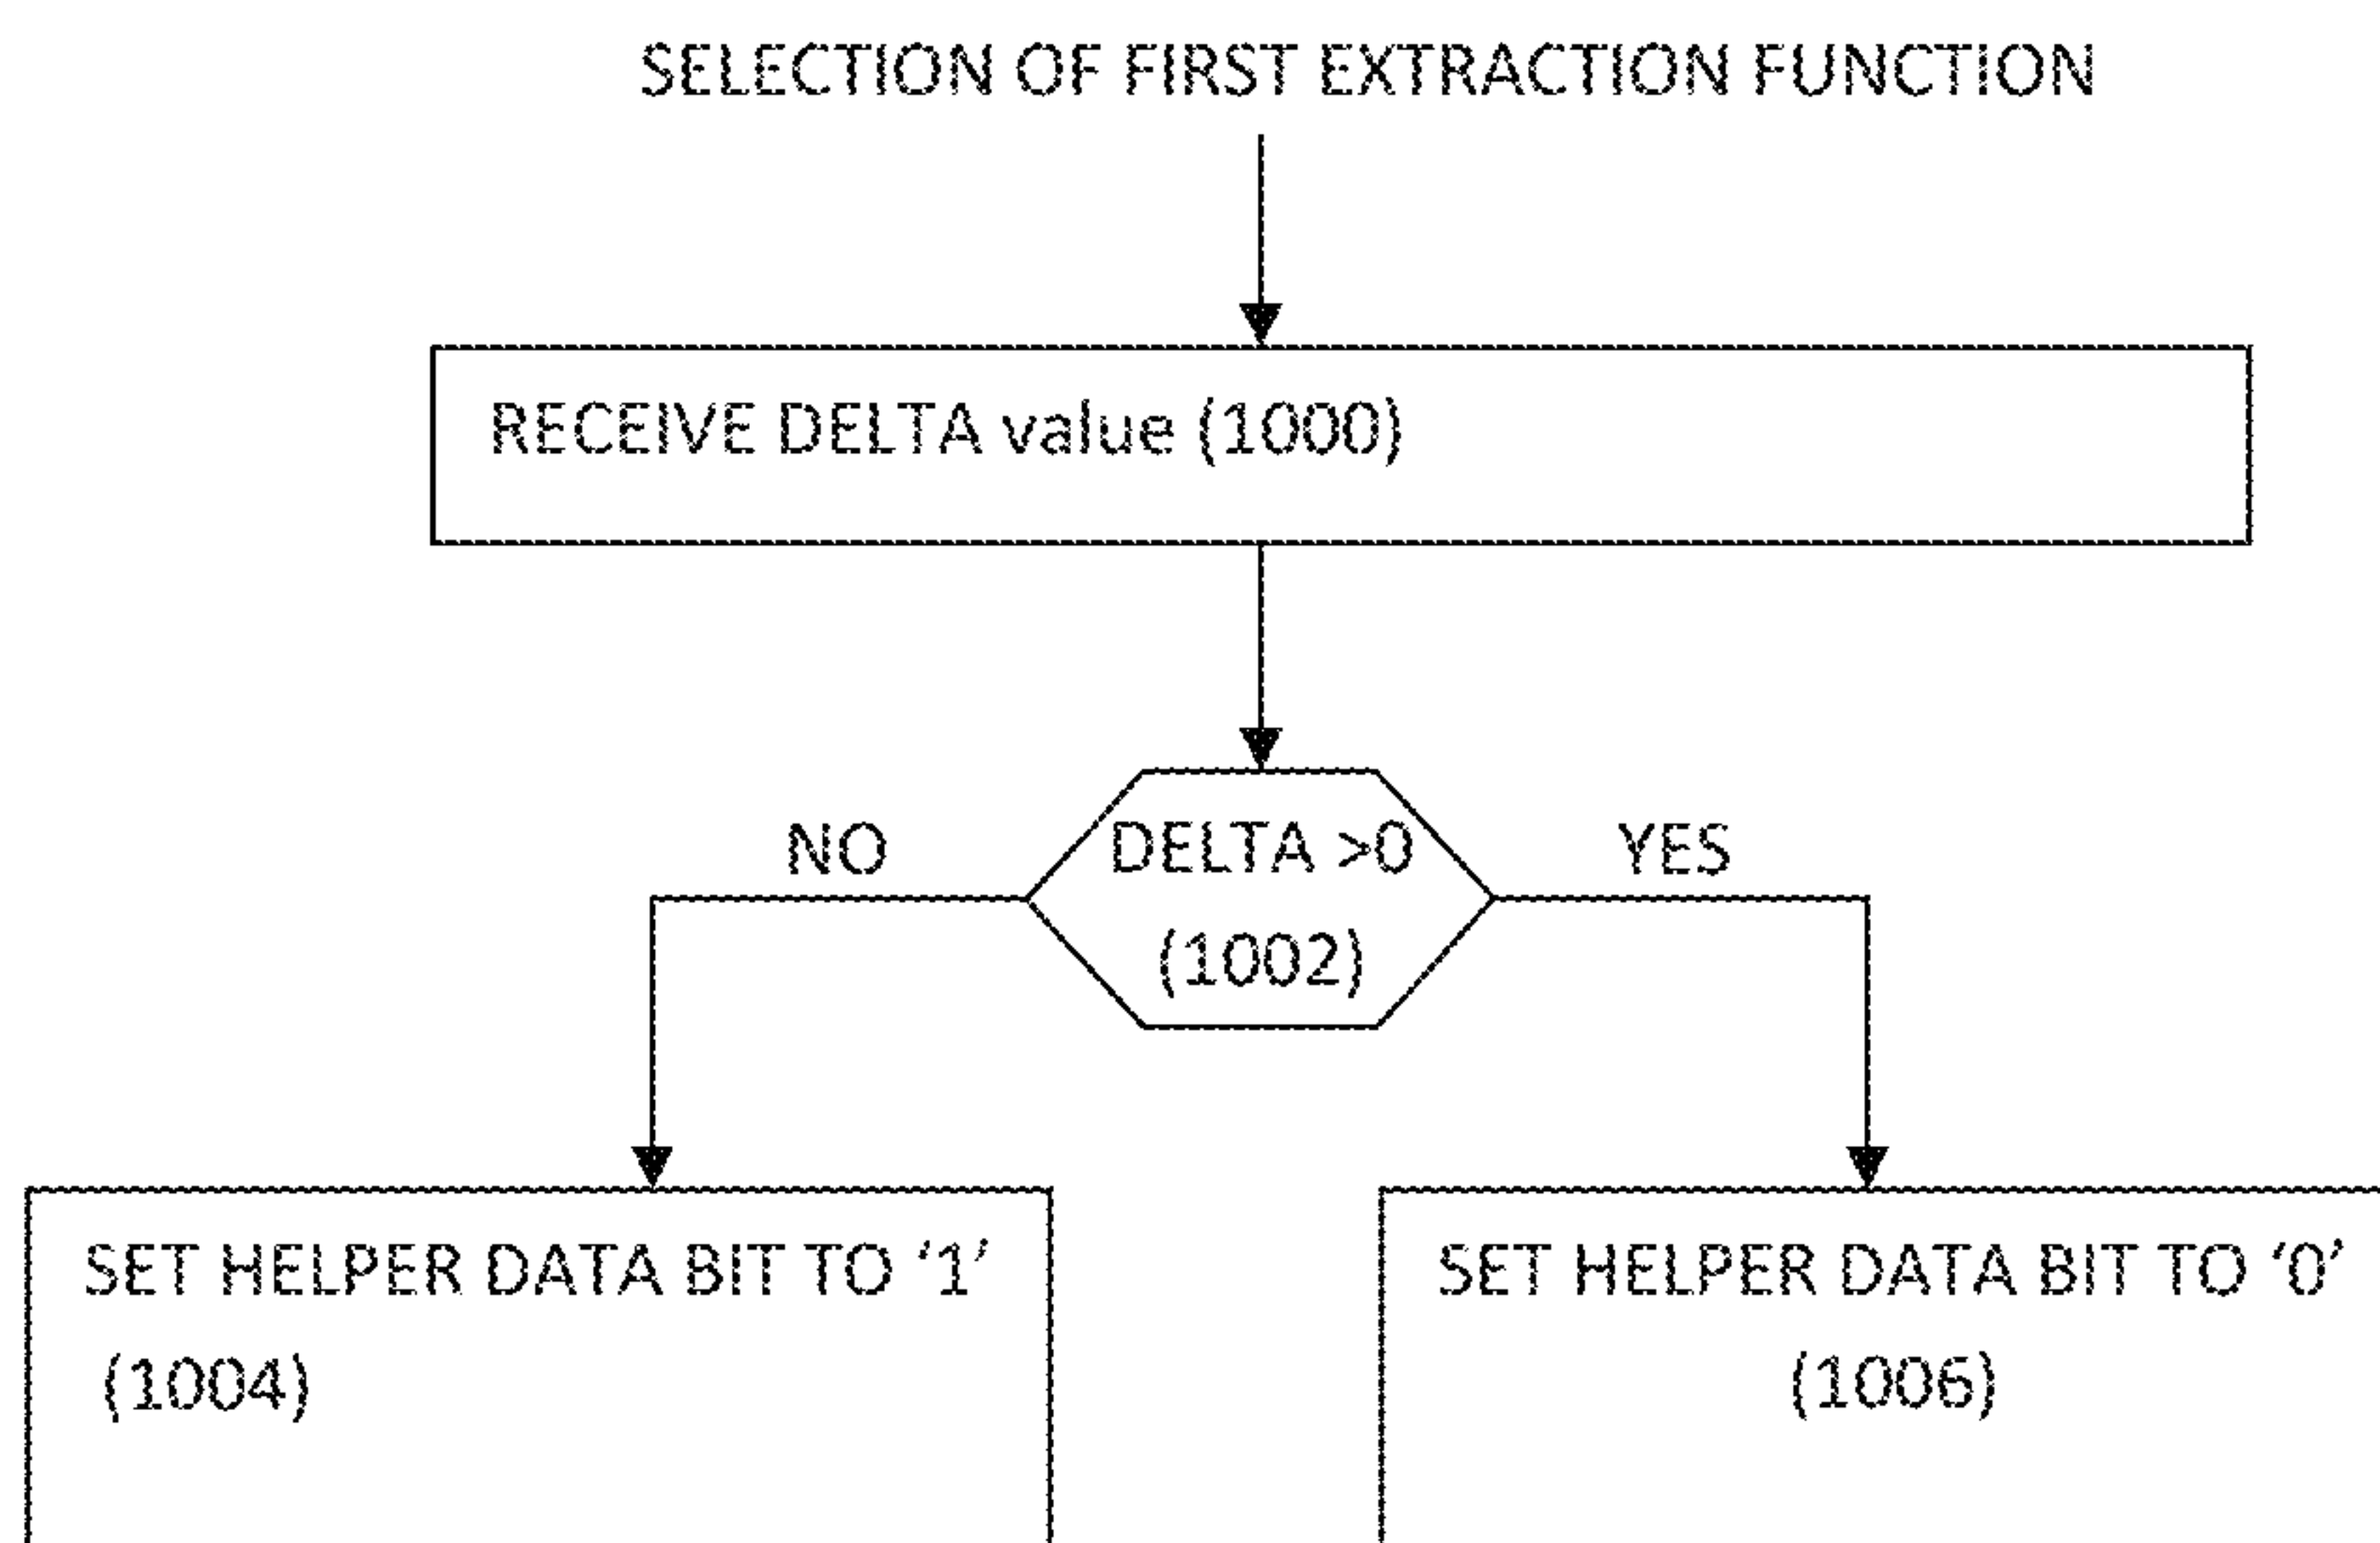 SELECTION OF FIRST EXTRACTION FUNCTION
RECEIVE DELTA value (1000)
NO
DELTA >0
YES
(1002)
SET HELPER DATA BIT TO ‘1’
(1004)
SET HELPER DATA BIT TO ‘0’
(1006)